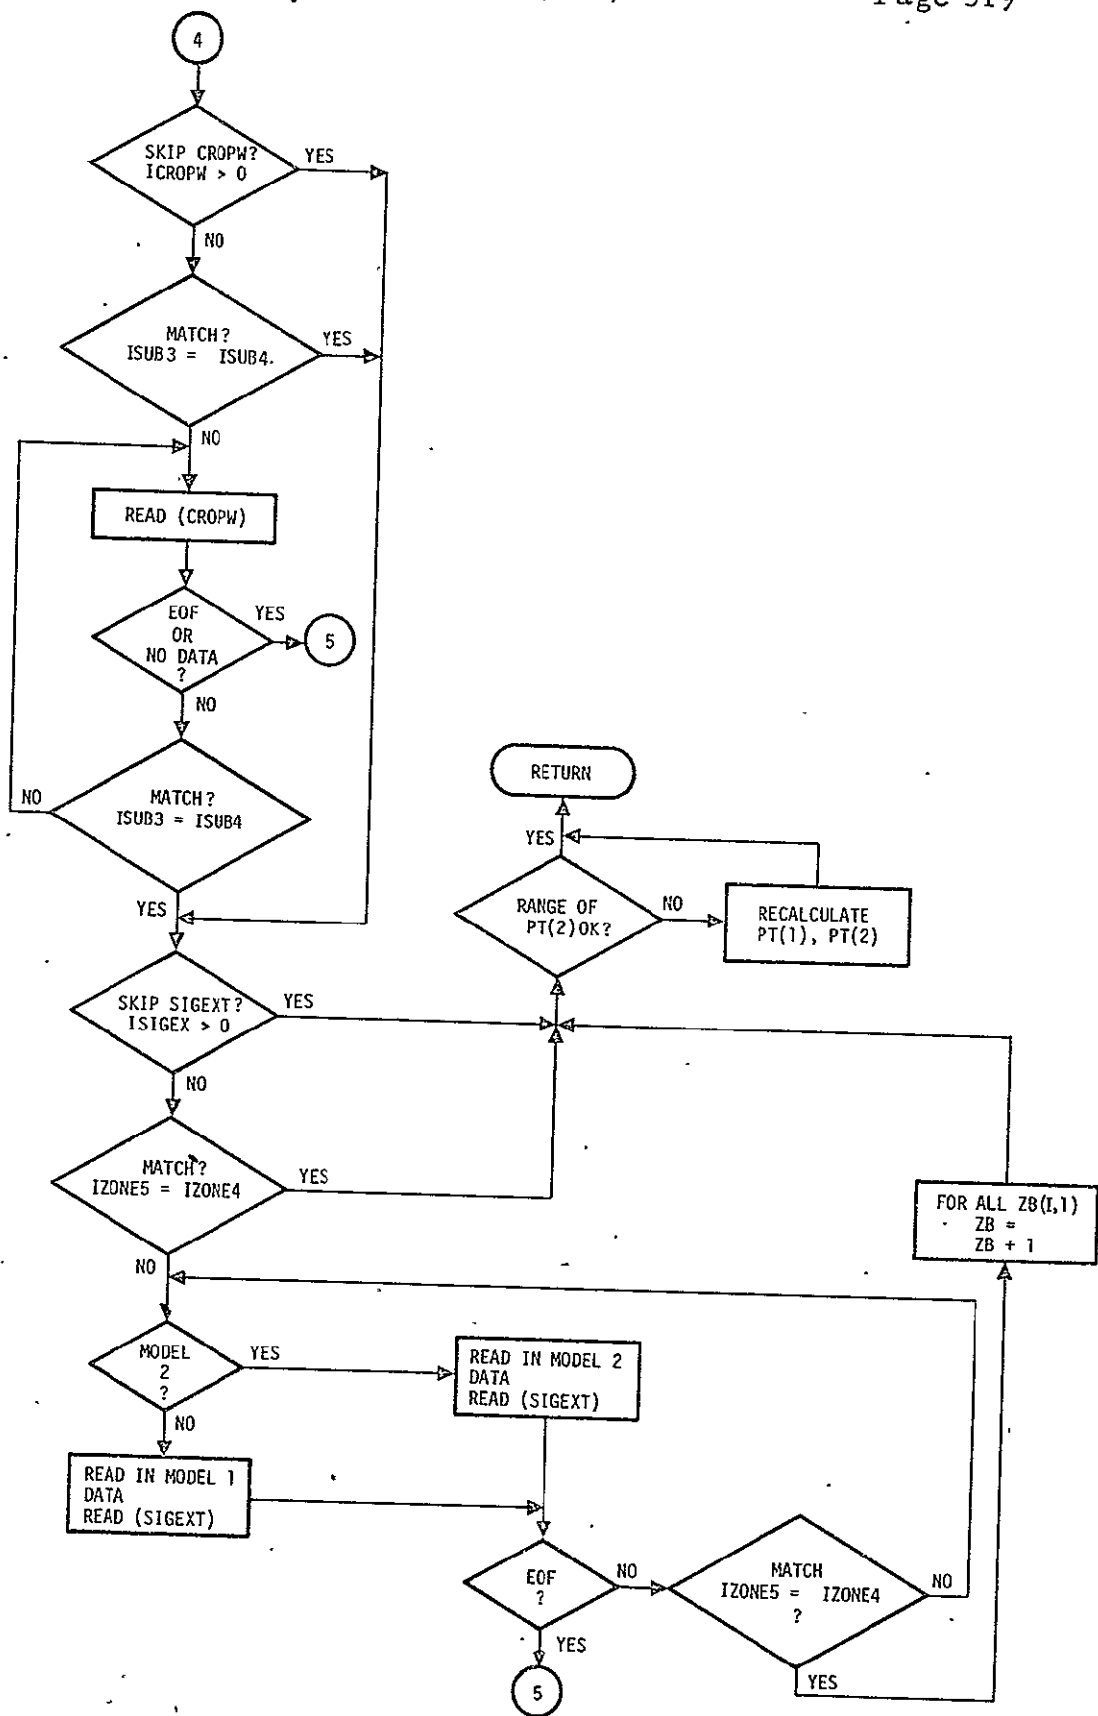 Page 319
4
SKIP CROPW?
ICROPW > 0
YES
NO
MATCH?
ISUB3 = ISUB4.
YES
NO
READ (CROPW)
EOF
OR
NO DATA
?
YES
5
NO
MATCH?
ISUB3 = ISUB4
NO
YES
RETURN
YES
RANGE OF
PT(2)OK?
NO
RECALCULATE
PT(1), PT(2)
SKIP SIGEXT?
ISIGEX > 0
YES
NO
MATCH?
IZONE5 = IZONE4
YES
NO
FOR ALL ZB(I,1)
ZB =
ZB + 1
MODEL
2
?
YES
NO
READ IN MODEL 2
DATA
READ (SIGEXT)
READ IN MODEL 1
DATA
READ (SIGEXT)
EOF
?
NO
YES
5
MATCH
IZONE5 = IZONE4
?
NO
YES